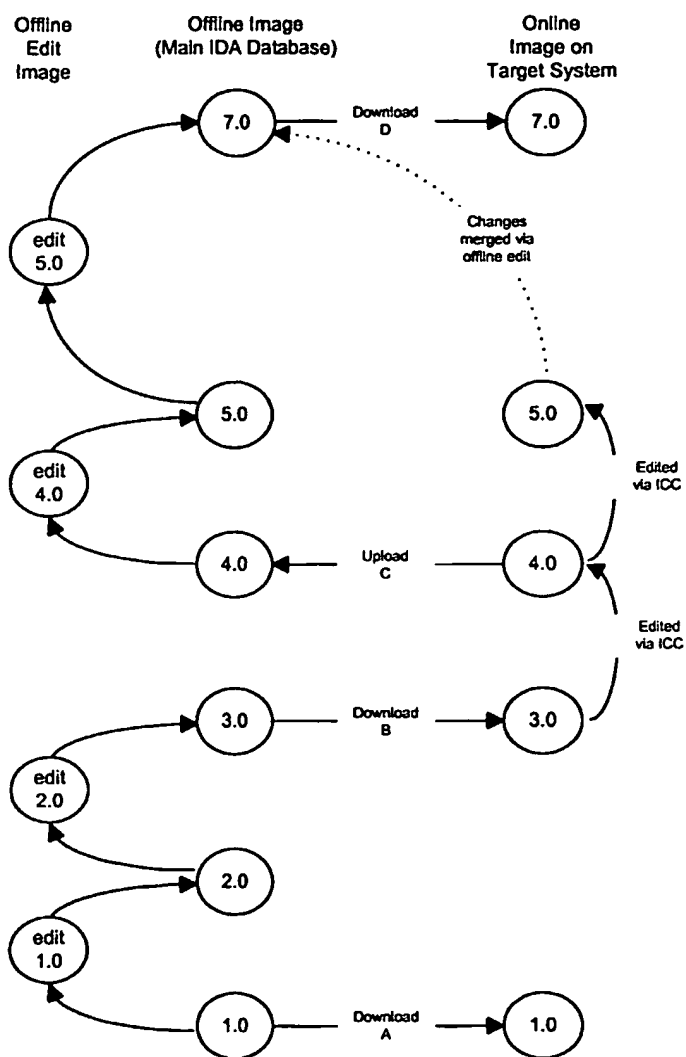 Offline
Edit
Image
Offline Image
(Main IDA Database)
Online
Image on
Target System
7.0
Download
D
7.0
Changes
merged via
offline edit
edit
5.0
5.0
5.0
Edited
via ICC
edit
4.0
4.0
Upload
C
4.0
Edited
via ICC
3.0
Download
B
3.0
edit
2.0
2.0
edit
1.0
1.0
Download
A
1.0